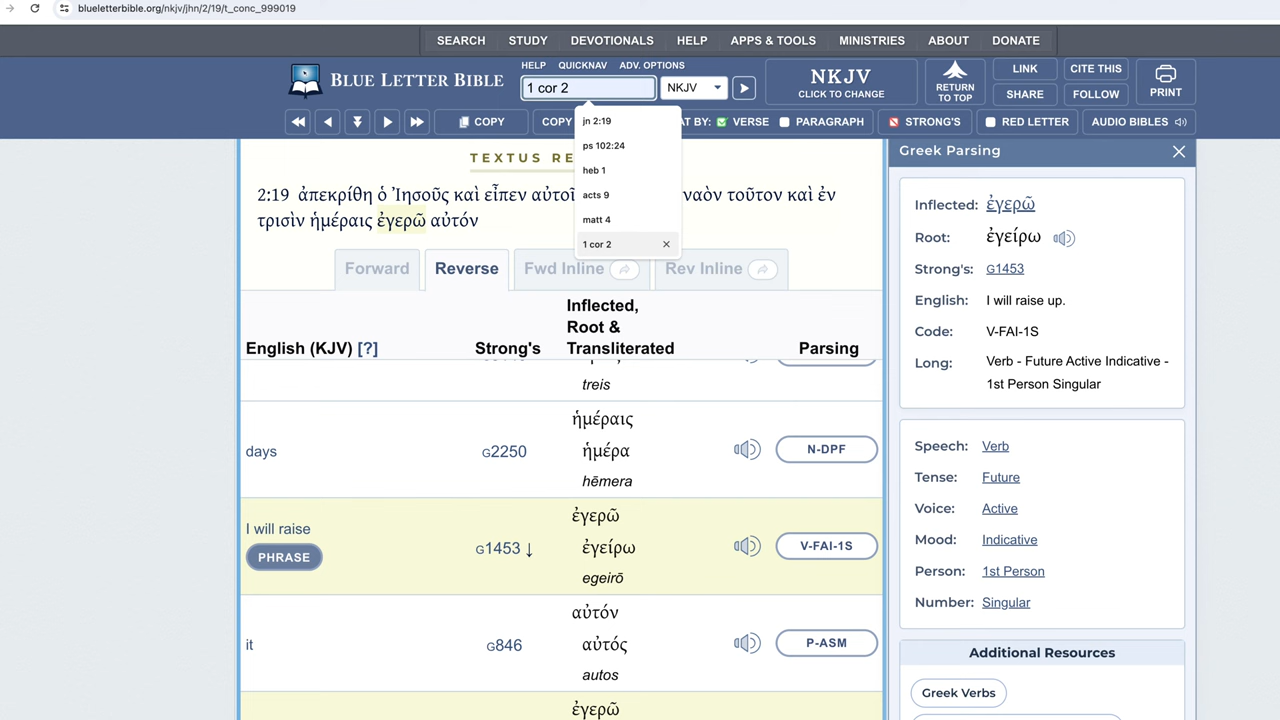 blueletterbible.org/nkjv/jhn/2/19/t_conc_999019
SEARCH STUDY DEVOTIONALS HELP APPS & TOOLS MINISTRIES ABOUT DONATE
BLUE LETTER BIBLE
HELP QUICKNAV ADV. OPTIONS
1 cor 2 NKJV
NKJV
CLICK TO CHANGE
RETURN
TO TOP
LINK
SHARE
CITE THIS
FOLLOW
PRINT
COPY COPY AT BY: VERSE PARAGRAPH STRONG'S RED LETTER AUDIO BIBLES
jn 2:19
ps 102:24
heb 1
acts 9
matt 4
1 cor 2
TEXTUS RE
2:19 ἀπεκρίθη ὁ Ἰησοῦς καὶ εἶπεν ναὸν τοῦτον καὶ ἐν
τρισὶν ἡμέραις ἐγερῶ αὐτόν
Forward Reverse Fwd Inline Rev Inline
English (KJV) [?]
Strong's
Inflected,
Root &
Transliterated
Parsing
treis
days
G2250
ἡμέραις
ἡμέρα
hēmera
N-DPF
I will raise
PHRASE
G1453 ↓
ἐγερῶ
ἐγείρω
egeirō
V-FAI-1S
it
G846
αὐτόν
αὐτός
autos
P-ASM
ἐγερῶ
Greek Parsing
Inflected: ἐγερῶ
Root: ἐγείρω
Strong's: G1453
English: I will raise up.
Code: V-FAI-1S
Long: Verb - Future Active Indicative -
1st Person Singular
Speech: Verb
Tense: Future
Voice: Active
Mood: Indicative
Person: 1st Person
Number: Singular
Additional Resources
Greek Verbs